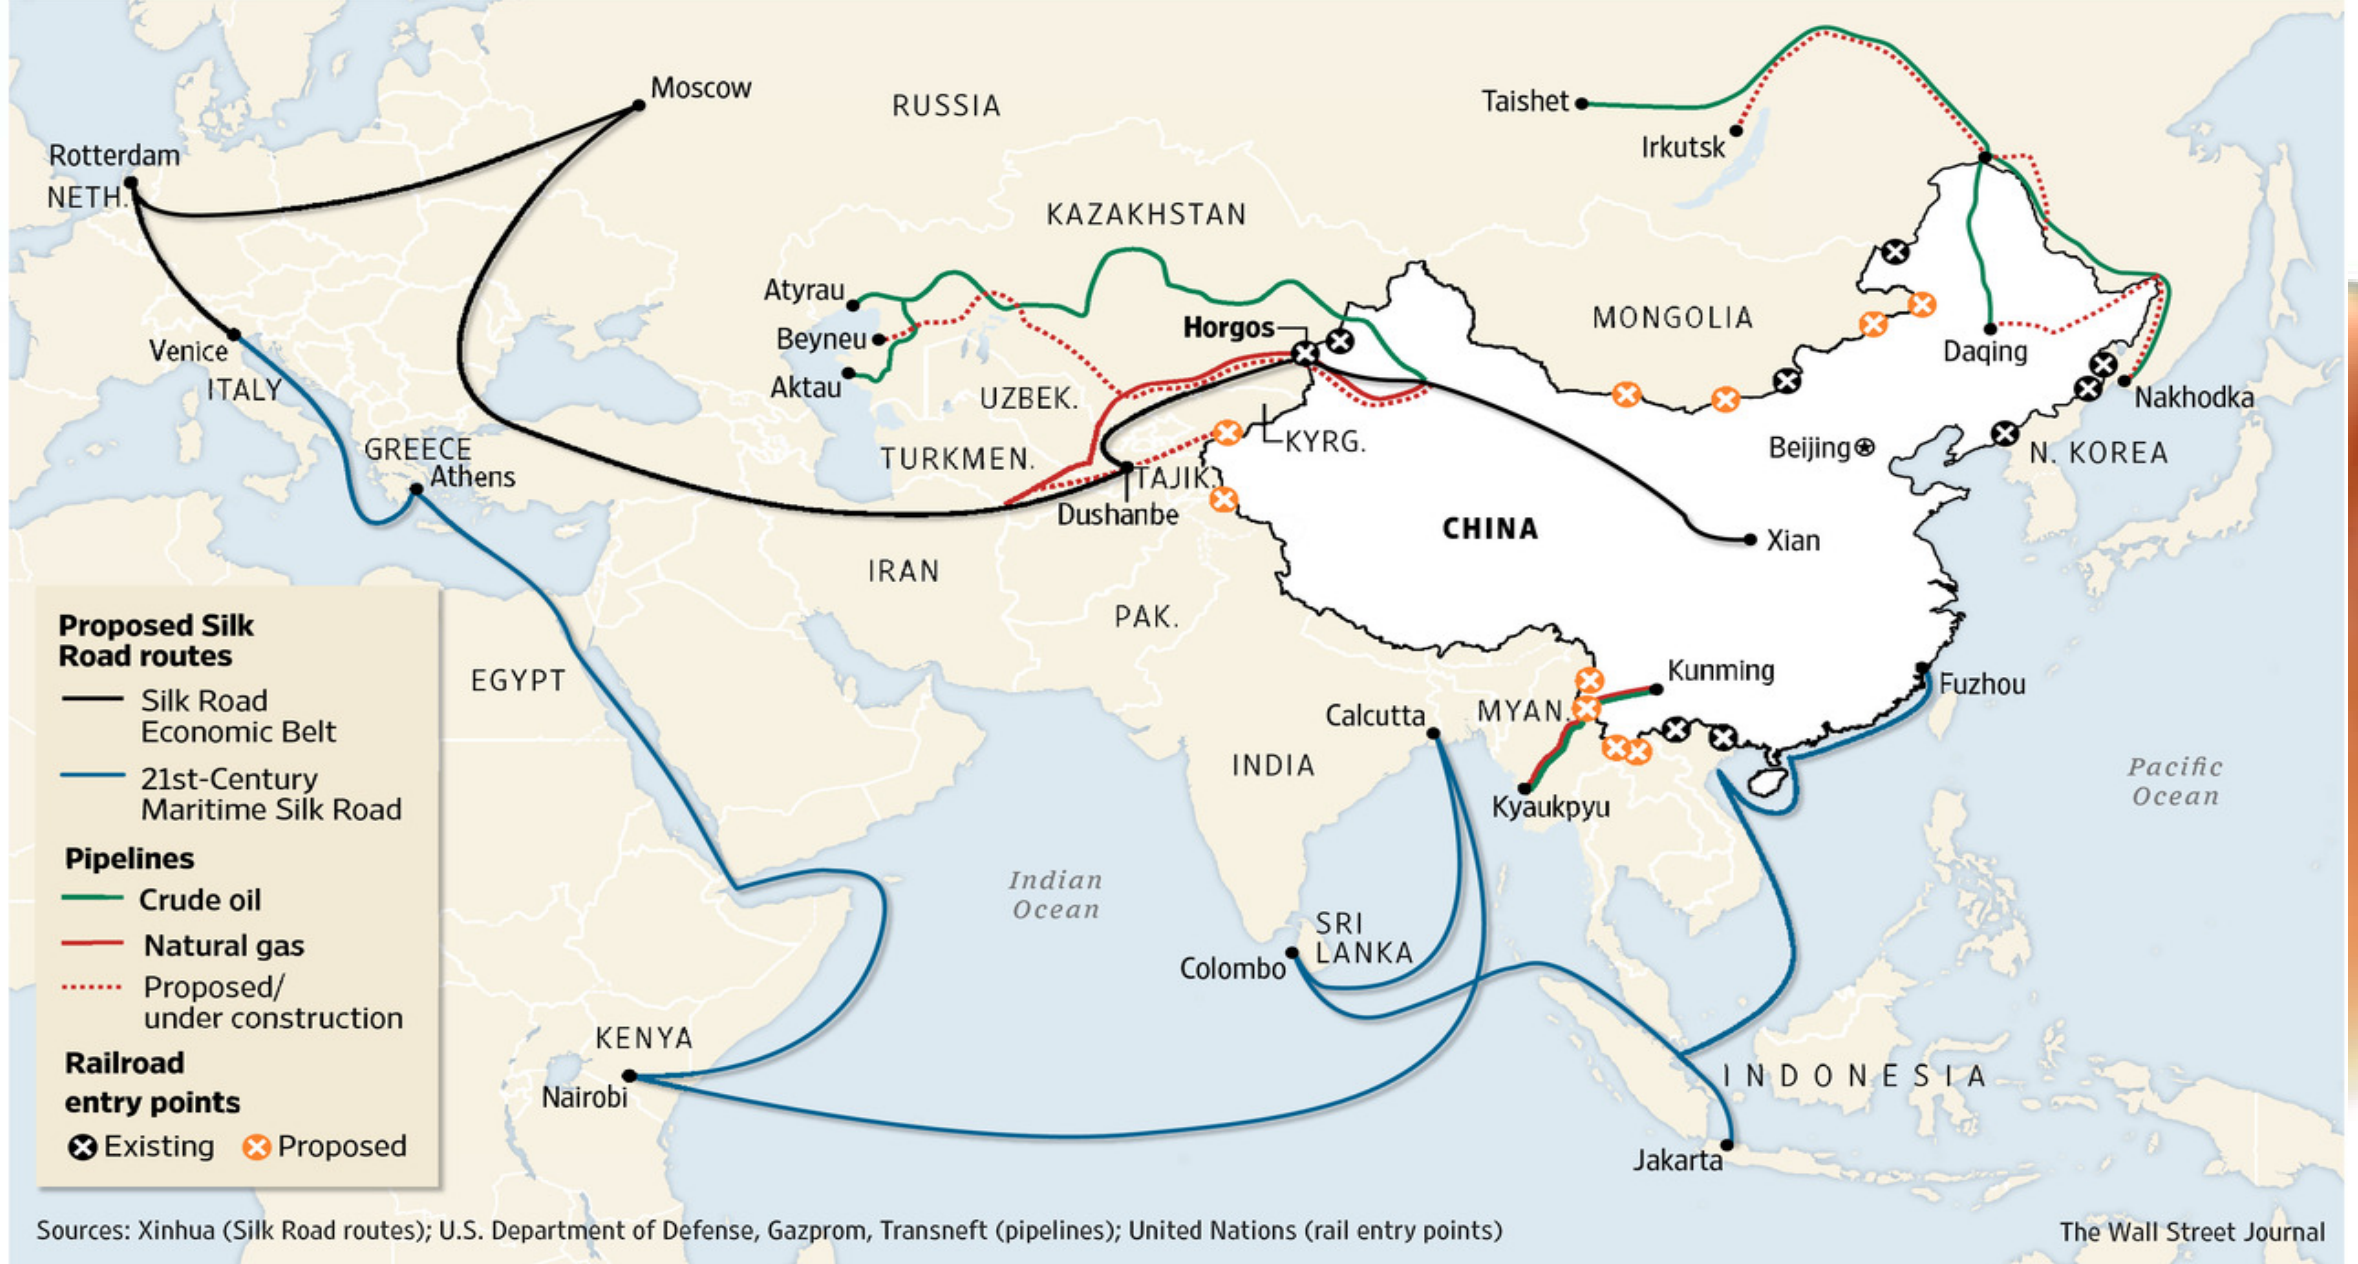 Moscow
RUSSIA
Taishet
Irkutsk
Rotterdam
NETH.
KAZAKHSTAN
Atyrau
Beyneu
Aktau
Horgos
MONGOLIA
Venice
ITALY
UZBEK.
Daqing
Nakhodka
GREECE
Athens
TURKMEN.
KYRG.
Beijing
N. KOREA
TAJIK.
Dushanbe
CHINA
Xian
IRAN
PAK.
Proposed Silk
Road routes
Silk Road
Economic Belt
21st-Century
Maritime Silk Road
Pipelines
Crude oil
Natural gas
Proposed/
under construction
Railroad
entry points
Existing
Proposed
EGYPT
Kunming
Fuzhou
Calcutta
MYAN.
INDIA
Kyaukpyu
Pacific
Ocean
Indian
Ocean
SRI
LANKA
Colombo
KENYA
Nairobi
INDONESIA
Jakarta
Sources: Xinhua (Silk Road routes); U.S. Department of Defense, Gazprom, Transneft (pipelines); United Nations (rail entry points)
The Wall Street Journal